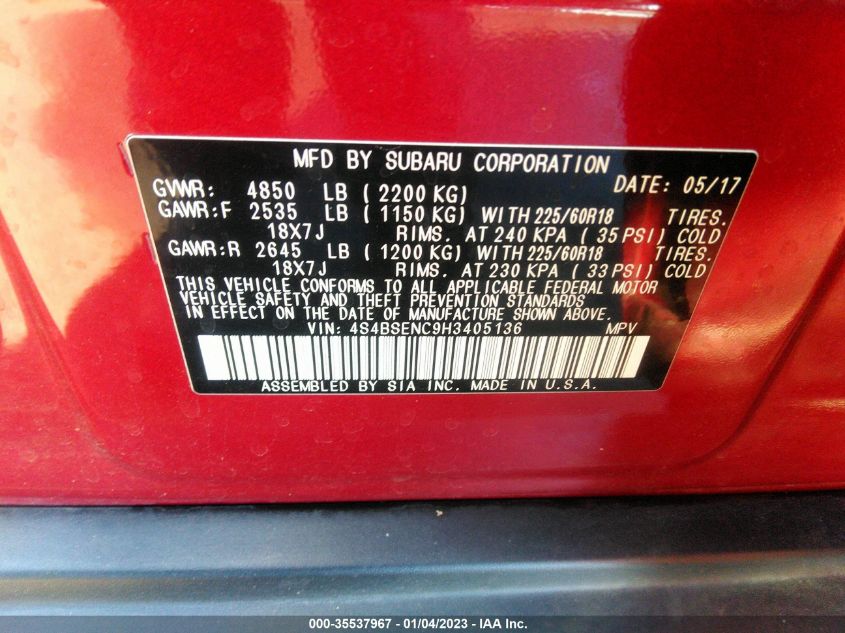 MFD BY SUBARU CORPORATION
GVWR: 4850 LB ( 2200 KG) DATE: 05/17
GAWR:F 2535 LB ( 1150 KG) WITH 225/60R18 TIRES.
18X7J RIMS. AT 240 KPA ( 35 PSI) COLD
GAWR:R 2645 LB ( 1200 KG) WITH 225/60R18 TIRES.
18X7J RIMS. AT 230 KPA ( 33 PSI) COLD
THIS VEHICLE CONFORMS TO ALL APPLICABLE FEDERAL MOTOR
VEHICLE SAFETY AND THEFT PREVENTION STANDARDS
IN EFFECT ON THE DATE OF MANUFACTURE SHOWN ABOVE.
VIN: 4S4BSENC9H3405136 MPV
ASSEMBLED BY SIA INC. MADE IN U.S.A.
000-35537967 - 01/04/2023 - IAA Inc.